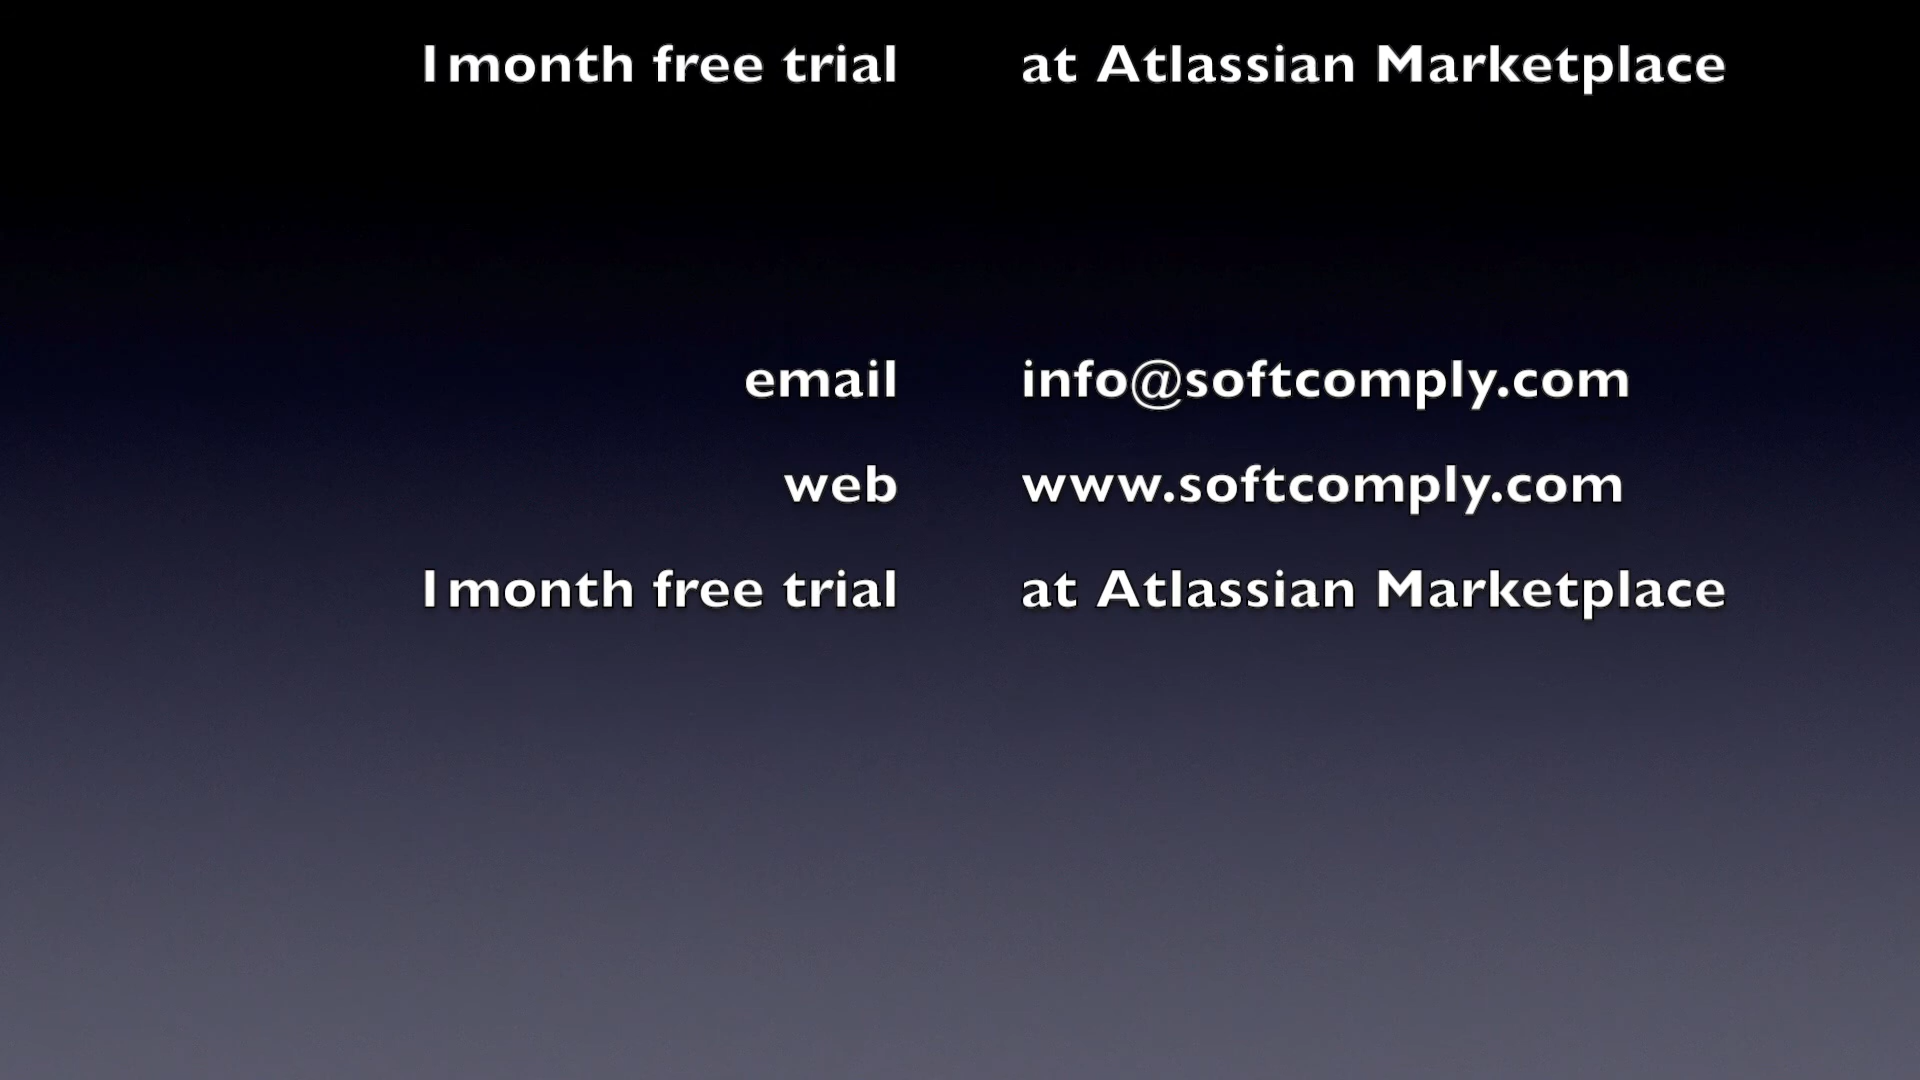 1month free trial at Atlassian Marketplace
email info@softcomply.com
web www.softcomply.com
1month free trial at Atlassian Marketplace